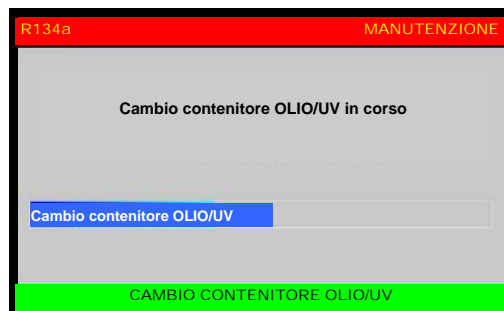 R134a MANUTENZIONE
Cambio contenitore OLIO/UV in corso
Cambio contenitore OLIO/UV
CAMBIO CONTENITORE OLIO/UV